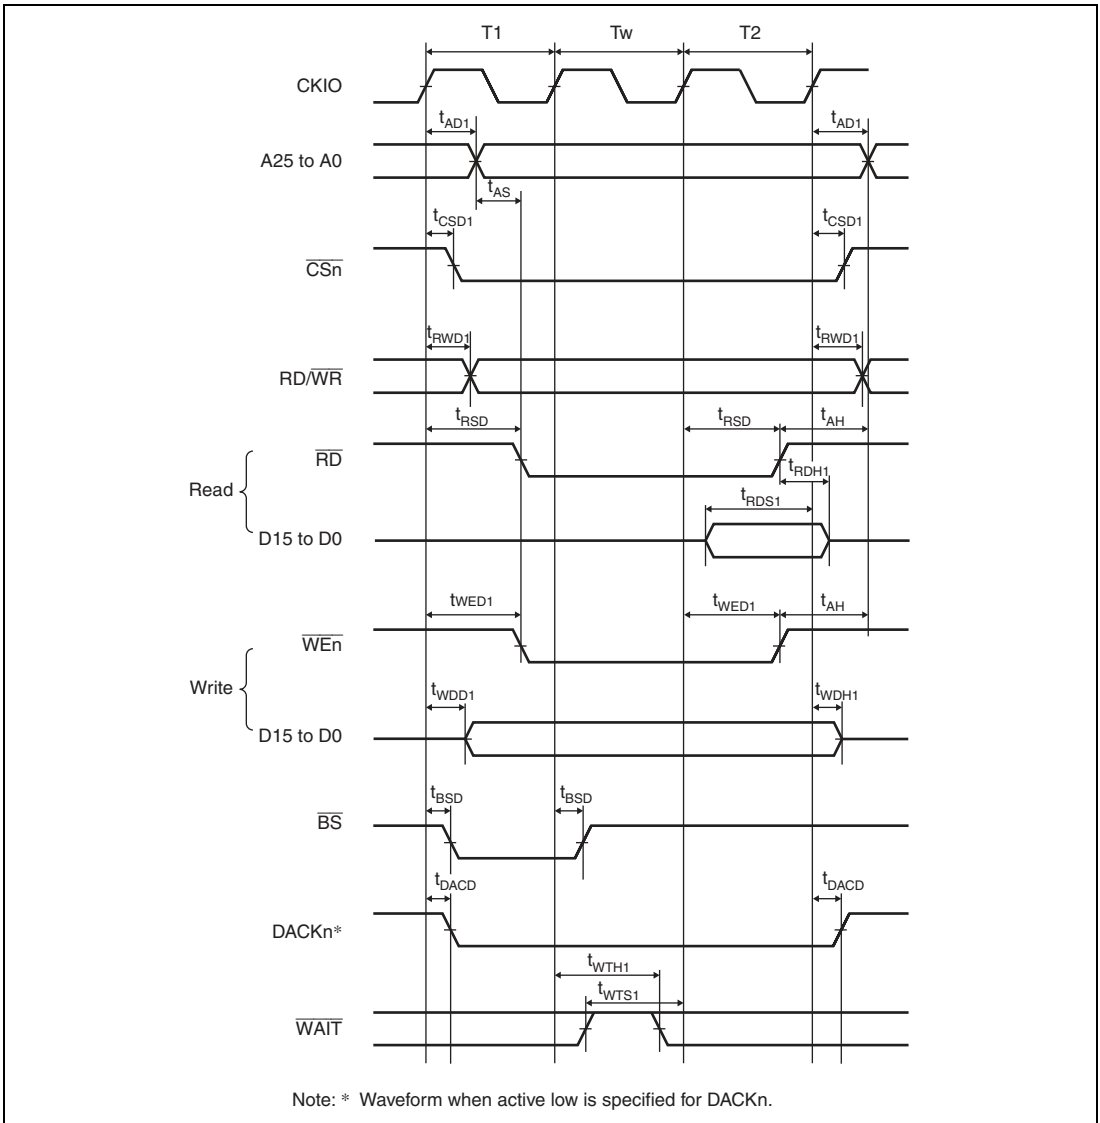 T1 Tw T2
CKIO
tAD1 tAD1
A25 to A0
tAS
tCSD1 tCSD1
CSn
tRWD1 tRWD1
RD/WR
tRSD tRSD tAH
RD
tRDH1
Read
tRDS1
D15 to D0
tWED1 tWED1 tAH
WEn
Write
tWDD1 tWDH1
D15 to D0
tBSD tBSD
BS
tDACD tDACD
DACKn*
tWTH1
tWTS1
WAIT
Note: * Waveform when active low is specified for DACKn.